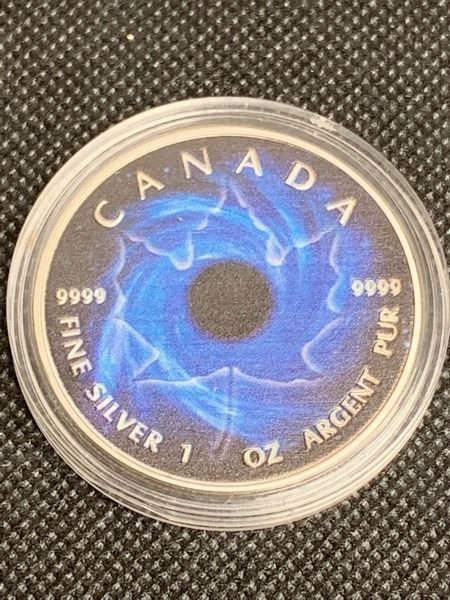 CANADA
9999
9999
FINE SILVER 1 OZ ARGENT PUR